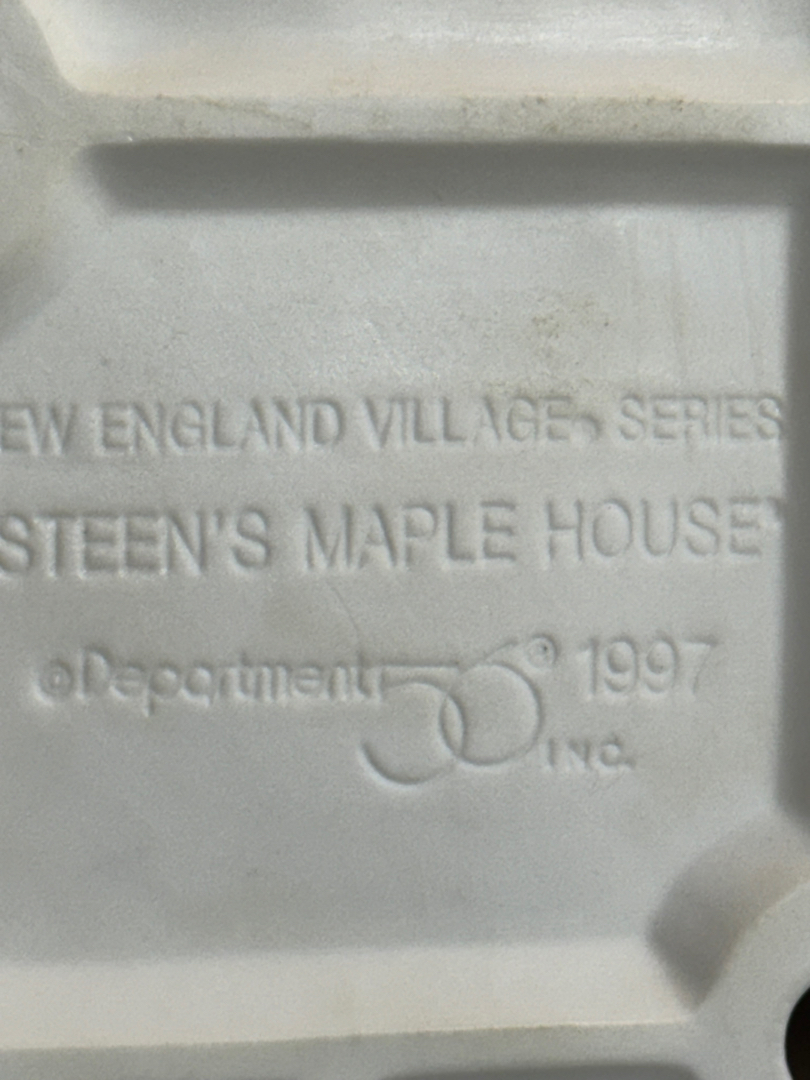 EW ENGLAND VILLAGE® SERIES
STEEN'S MAPLE HOUSE"
©Department 56® 1997
INC.